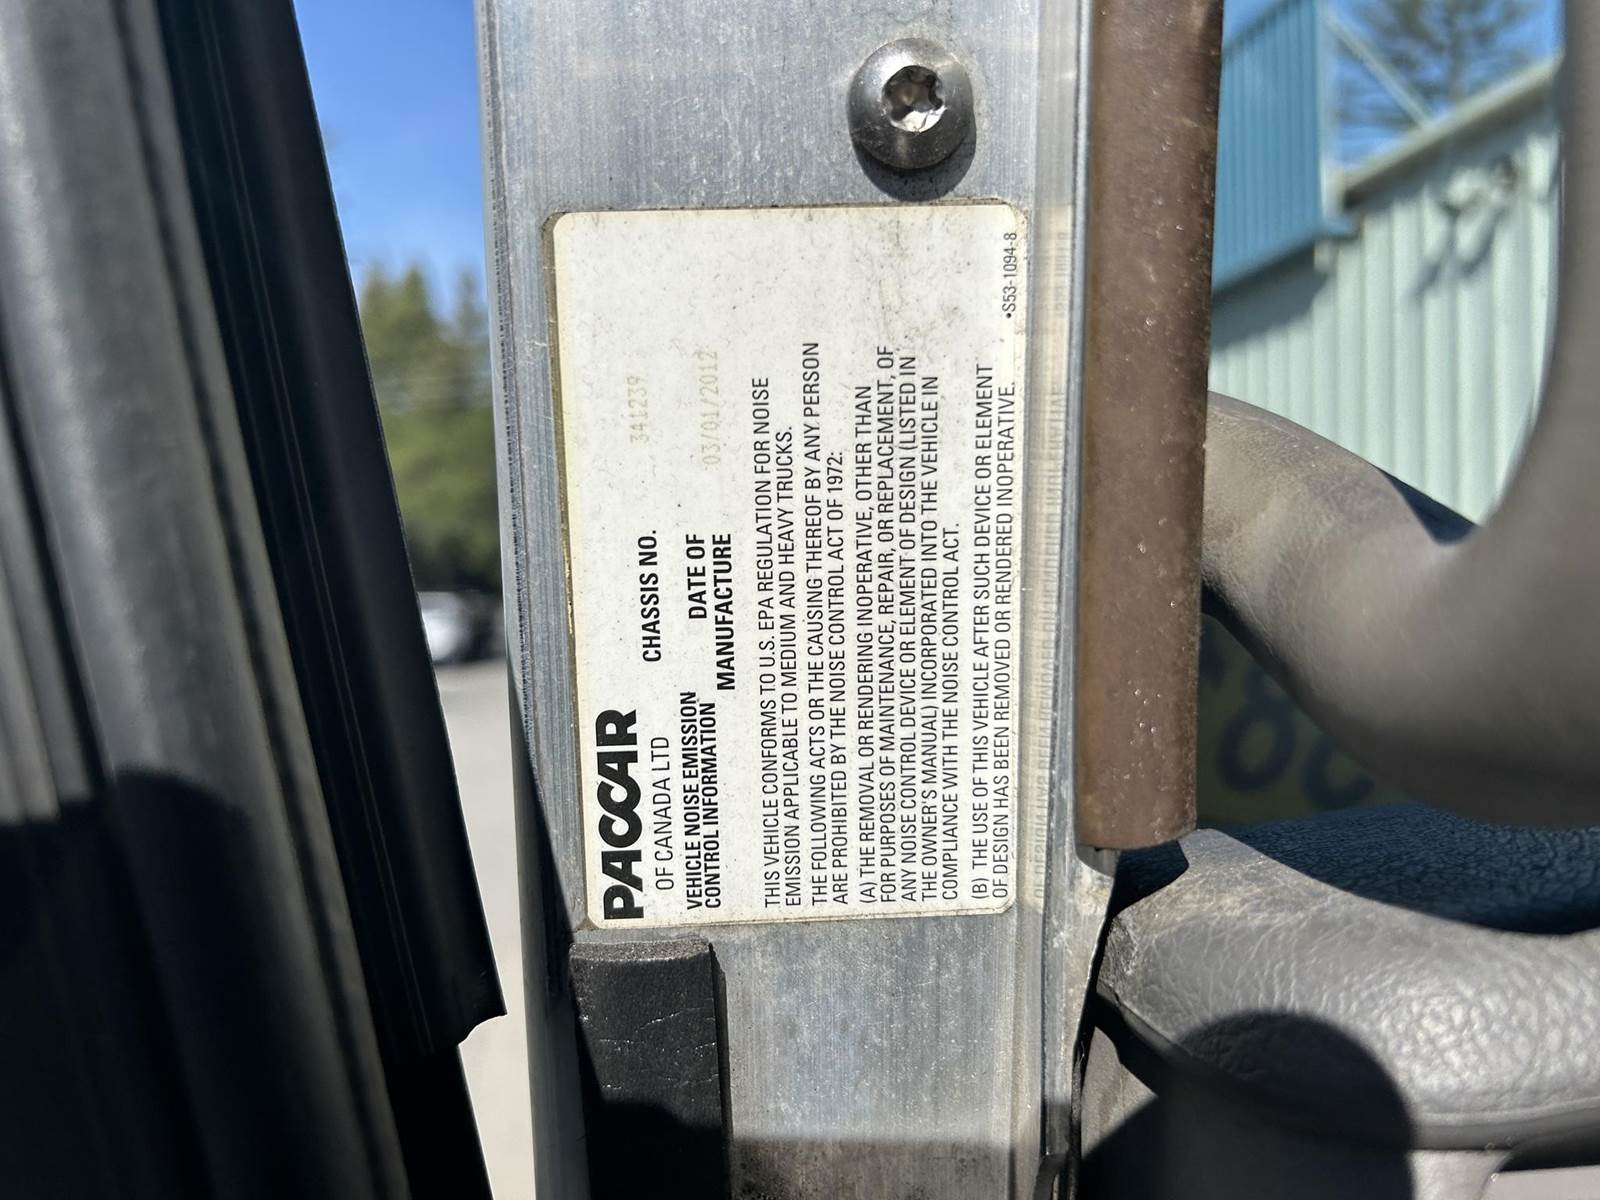 PACCAR
OF CANADA LTD
VEHICLE NOISE EMISSION
CONTROL INFORMATION
CHASSIS NO. 341239
DATE OF
MANUFACTURE 03/01/2012
THIS VEHICLE CONFORMS TO U.S. EPA REGULATION FOR NOISE
EMISSION APPLICABLE TO MEDIUM AND HEAVY TRUCKS.
THE FOLLOWING ACTS OR THE CAUSING THEREOF BY ANY PERSON
ARE PROHIBITED BY THE NOISE CONTROL ACT OF 1972:
(A) THE REMOVAL OR RENDERING INOPERATIVE, OTHER THAN
FOR PURPOSES OF MAINTENANCE, REPAIR, OR REPLACEMENT, OF
ANY NOISE CONTROL DEVICE OR ELEMENT OF DESIGN (LISTED IN
THE OWNER'S MANUAL) INCORPORATED INTO THE VEHICLE IN
COMPLIANCE WITH THE NOISE CONTROL ACT.
(B) THE USE OF THIS VEHICLE AFTER SUCH DEVICE OR ELEMENT
OF DESIGN HAS BEEN REMOVED OR RENDERED INOPERATIVE.
•S53-1094-8